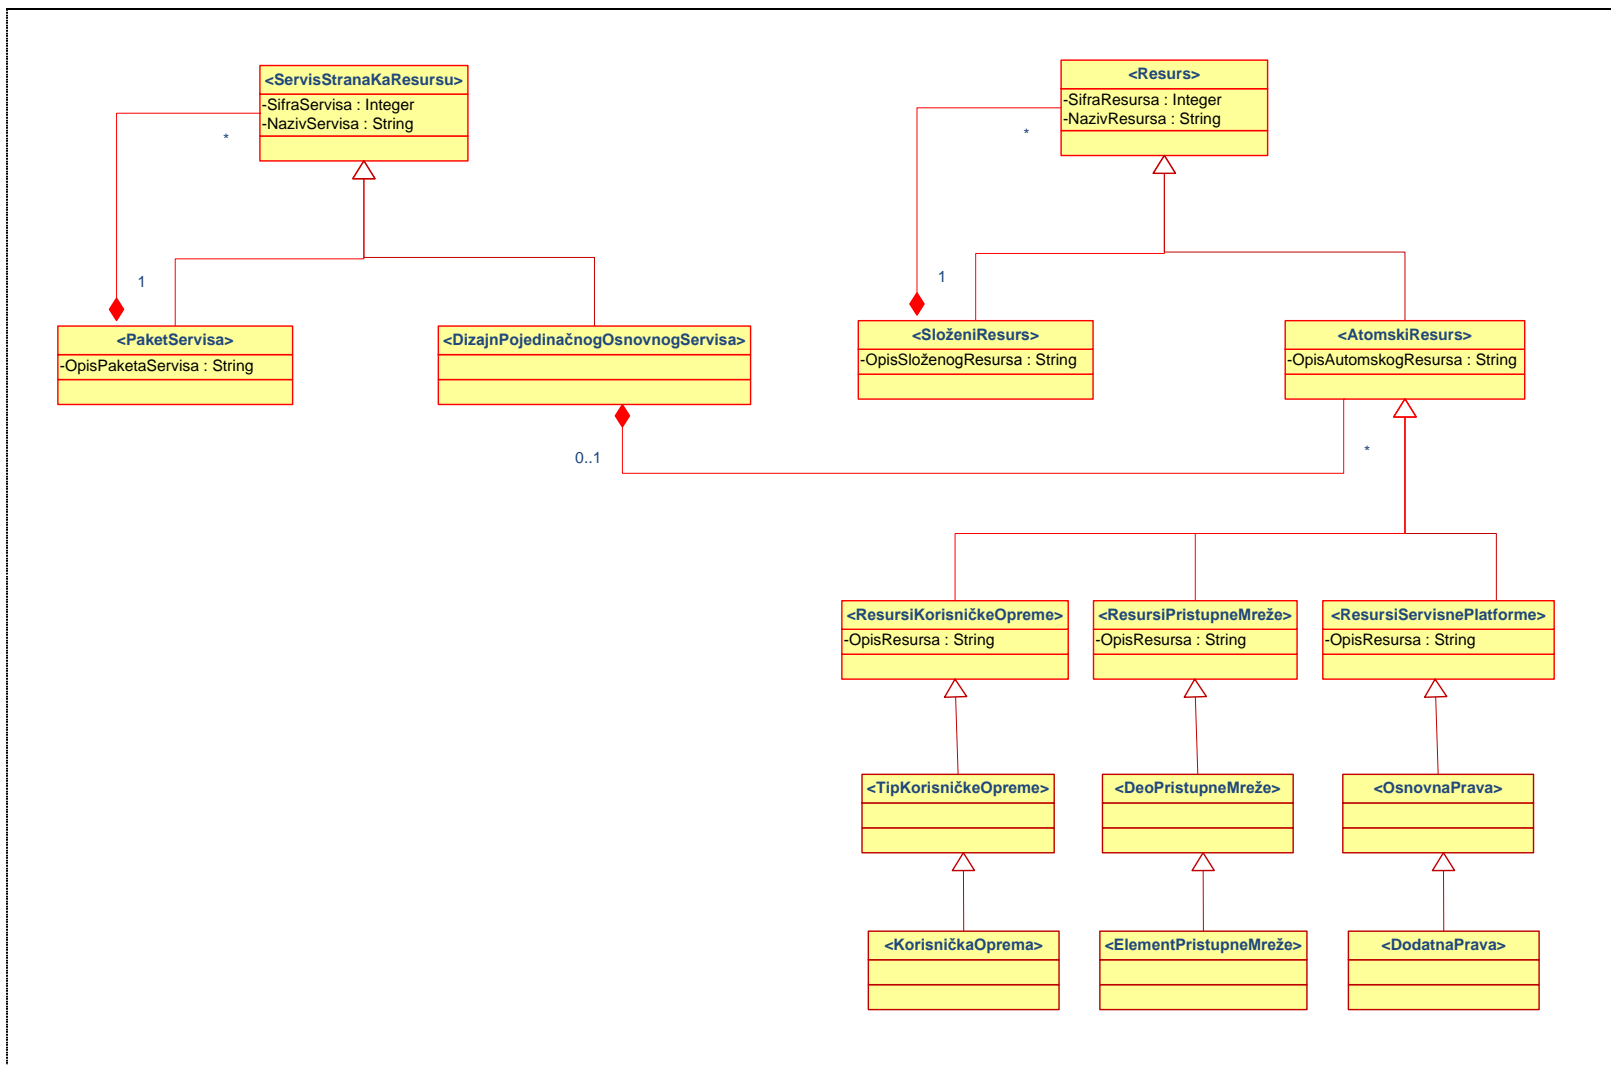 <ServisStranaKaResursu>
-SifraServisa : Integer
-NazivServisa : String
*
1
<PaketServisa>
-OpisPaketaServisa : String
<DizajnPojedinačnogOsnovnogServisa>
0..1
<Resurs>
-SifraResursa : Integer
-NazivResursa : String
*
1
<SloženiResurs>
-OpisSloženogResursa : String
<AtomskiResurs>
-OpisAutomskogResursa : String
*
<ResursiKorisničkeOpreme>
-OpisResursa : String
<ResursiPristupneMreže>
-OpisResursa : String
<ResursiServisnePlatforme>
-OpisResursa : String
<TipKorisničkeOpreme>
<DeoPristupneMreže>
<OsnovnaPrava>
<KorisničkaOprema>
<ElementPristupneMreže>
<DodatnaPrava>